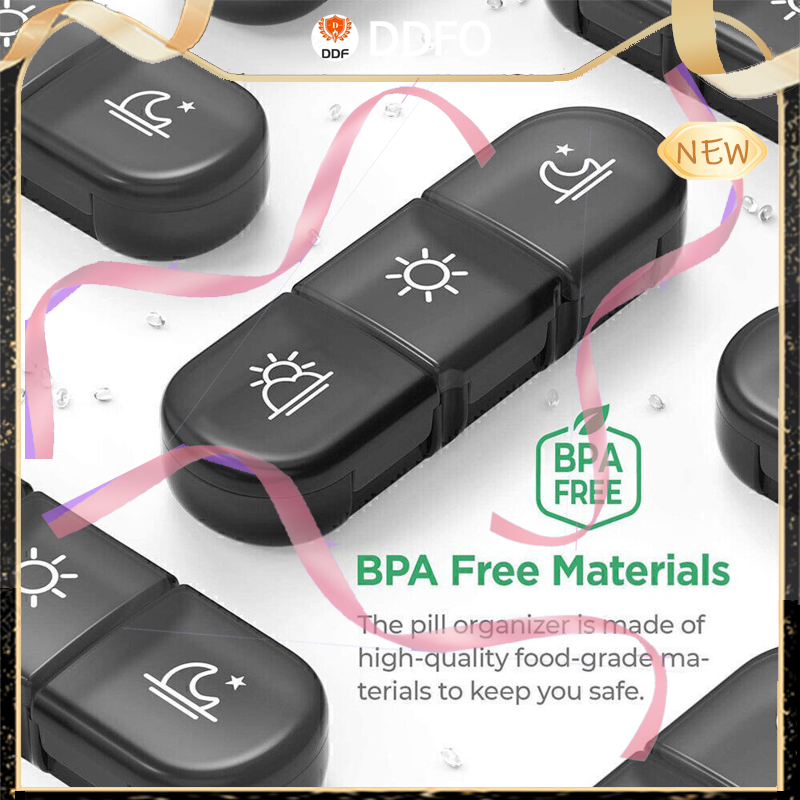 DDF
DDFO
NEW
BPA
FREE
BPA Free Materials
The pill organizer is made of
high-quality food-grade ma-
terials to keep you safe.